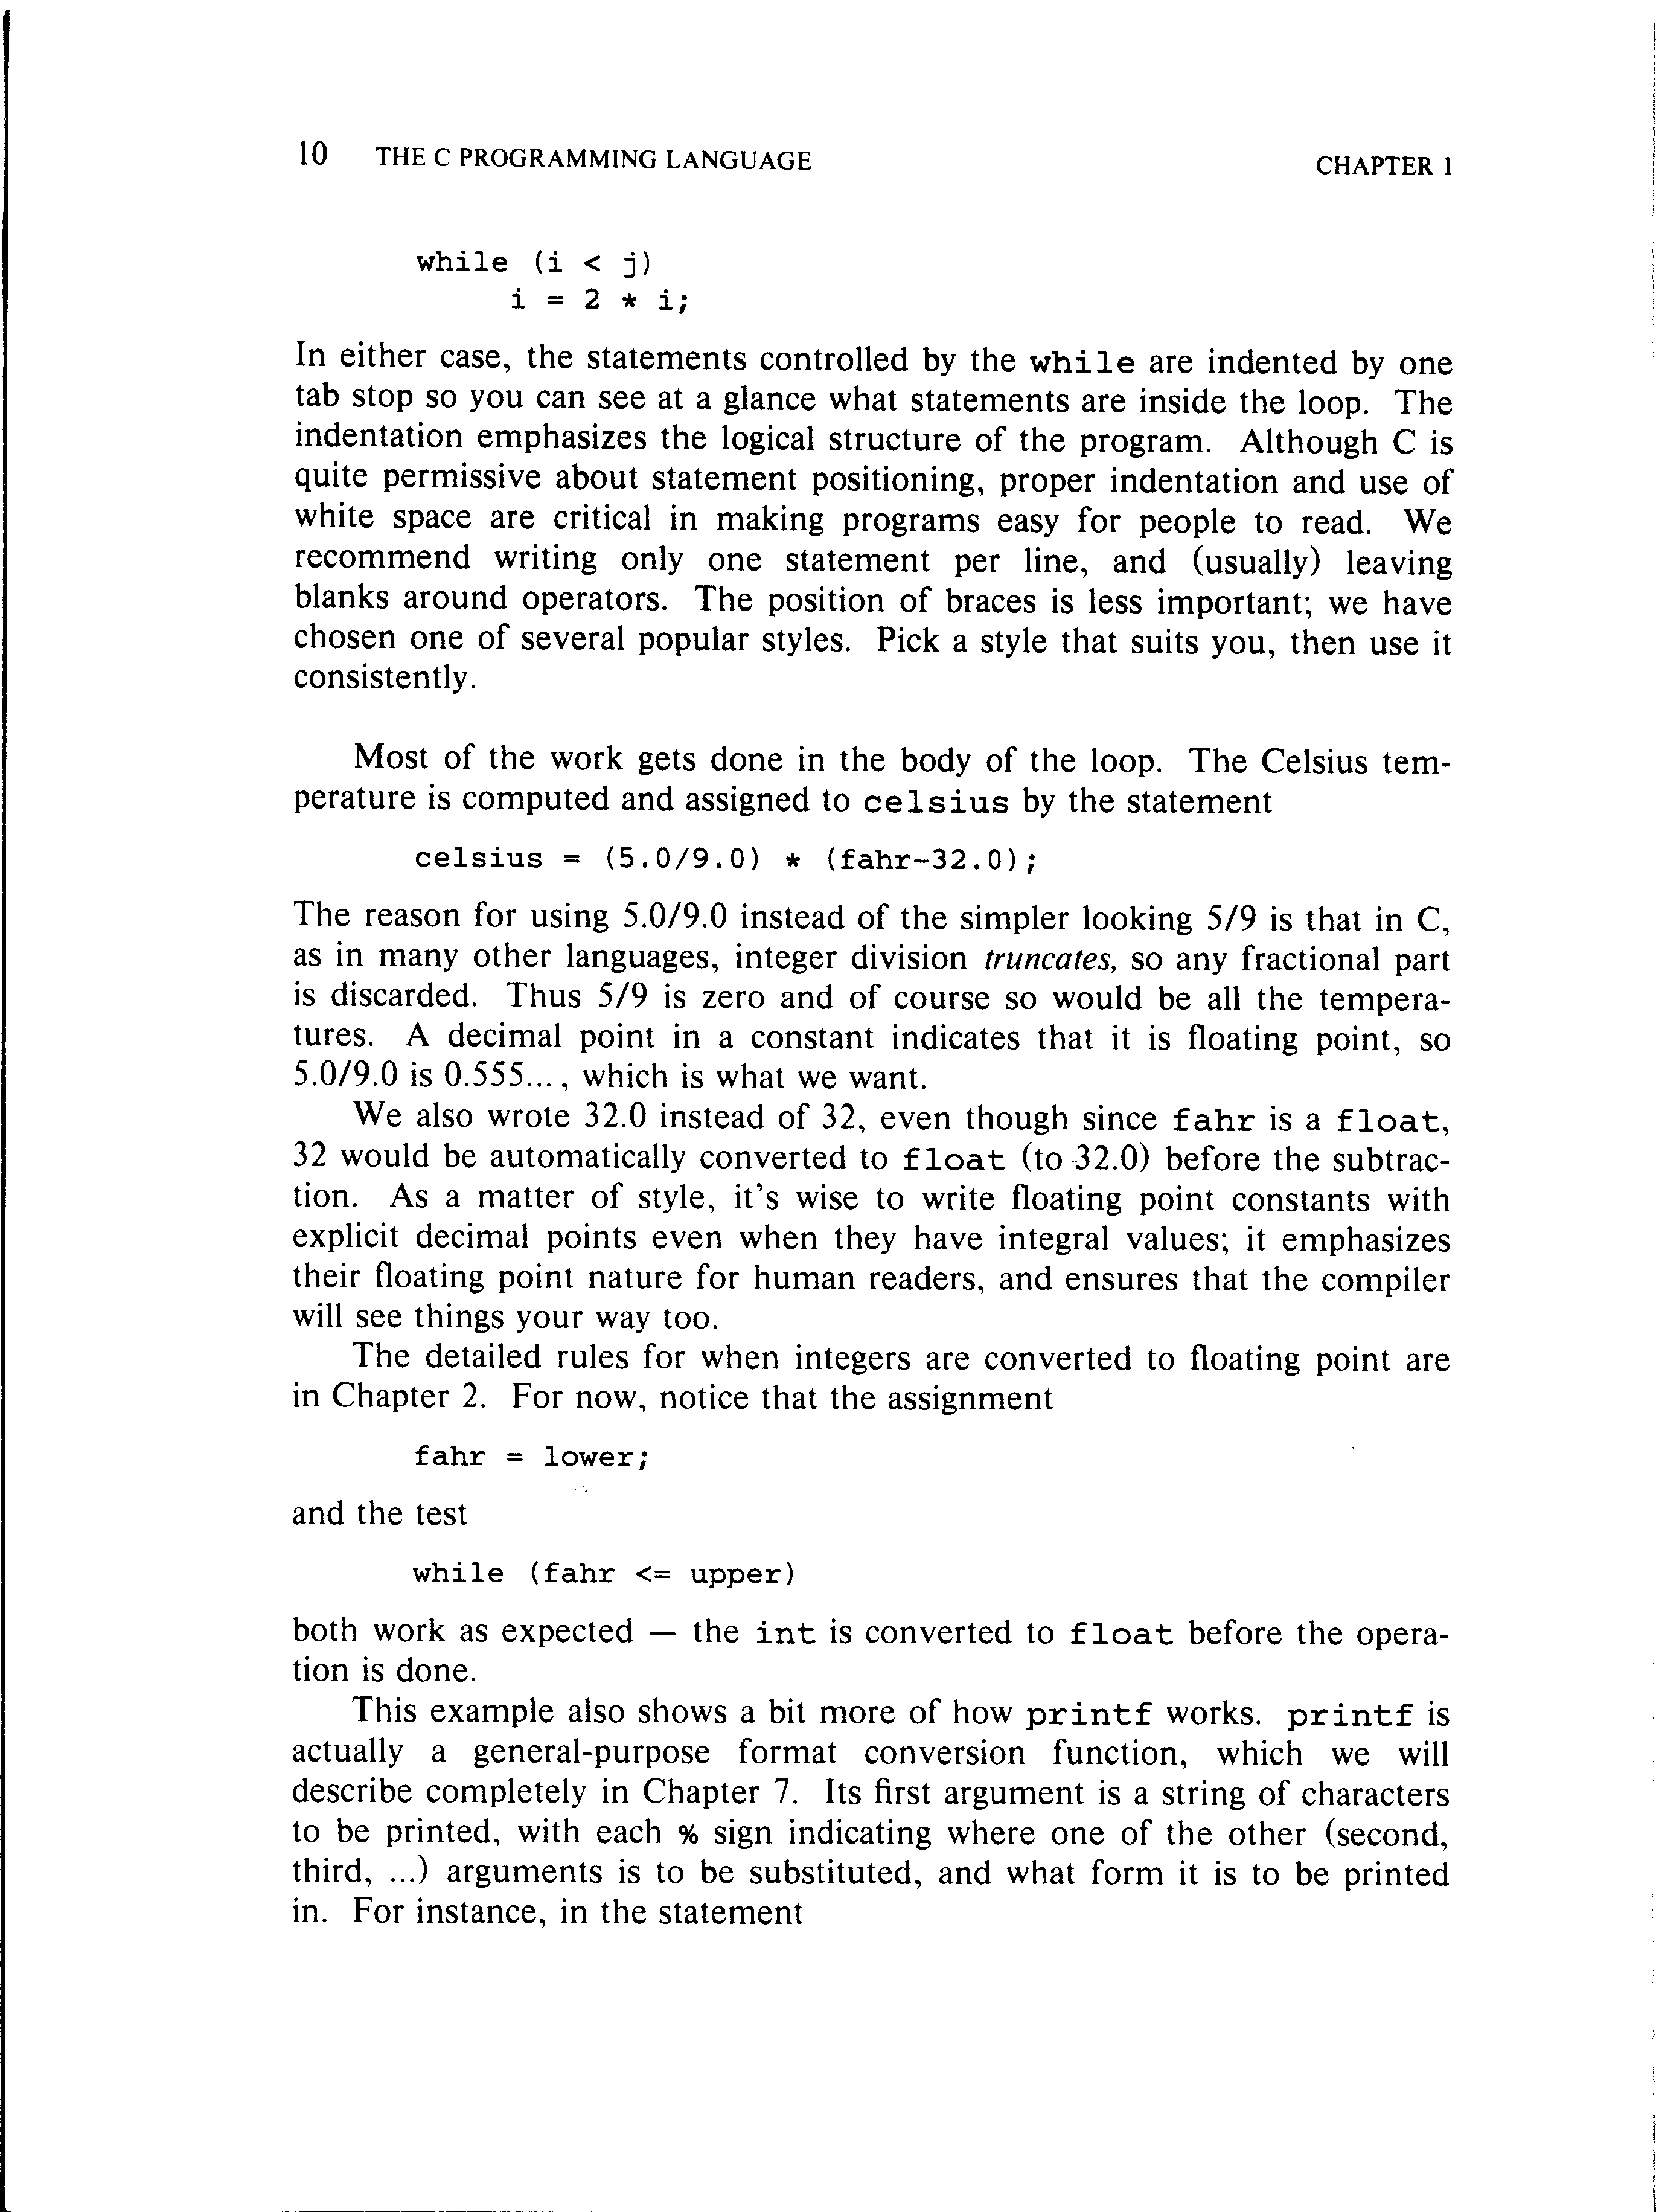 10 THE C PROGRAMMING LANGUAGE CHAPTER 1
while (i < j)
i = 2 * i;
In either case, the statements controlled by the while are indented by one
tab stop so you can see at a glance what statements are inside the loop. The
indentation emphasizes the logical structure of the program. Although C is
quite permissive about statement positioning, proper indentation and use of
white space are critical in making programs easy for people to read. We
recommend writing only one statement per line, and (usually) leaving
blanks around operators. The position of braces is less important; we have
chosen one of several popular styles. Pick a style that suits you, then use it
consistently.
Most of the work gets done in the body of the loop. The Celsius tem-
perature is computed and assigned to celsius by the statement
celsius = (5.0/9.0) * (fahr-32.0);
The reason for using 5.0/9.0 instead of the simpler looking 5/9 is that in C,
as in many other languages, integer division truncates, so any fractional part
is discarded. Thus 5/9 is zero and of course so would be all the tempera-
tures. A decimal point in a constant indicates that it is floating point, so
5.0/9.0 is 0.555... , which is what we want.
We also wrote 32.0 instead of 32, even though since fahr is a float,
32 would be automatically converted to float (to 32.0) before the subtrac-
tion. As a matter of style, it's wise to write floating point constants with
explicit decimal points even when they have integral values; it emphasizes
their floating point nature for human readers, and ensures that the compiler
will see things your way too.
The detailed rules for when integers are converted to floating point are
in Chapter 2. For now, notice that the assignment
fahr = lower;
and the test
while (fahr <= upper)
both work as expected — the int is converted to float before the opera-
tion is done.
This example also shows a bit more of how printf works. printf is
actually a general-purpose format conversion function, which we will
describe completely in Chapter 7. Its first argument is a string of characters
to be printed, with each % sign indicating where one of the other (second,
third, ...) arguments is to be substituted, and what form it is to be printed
in. For instance, in the statement